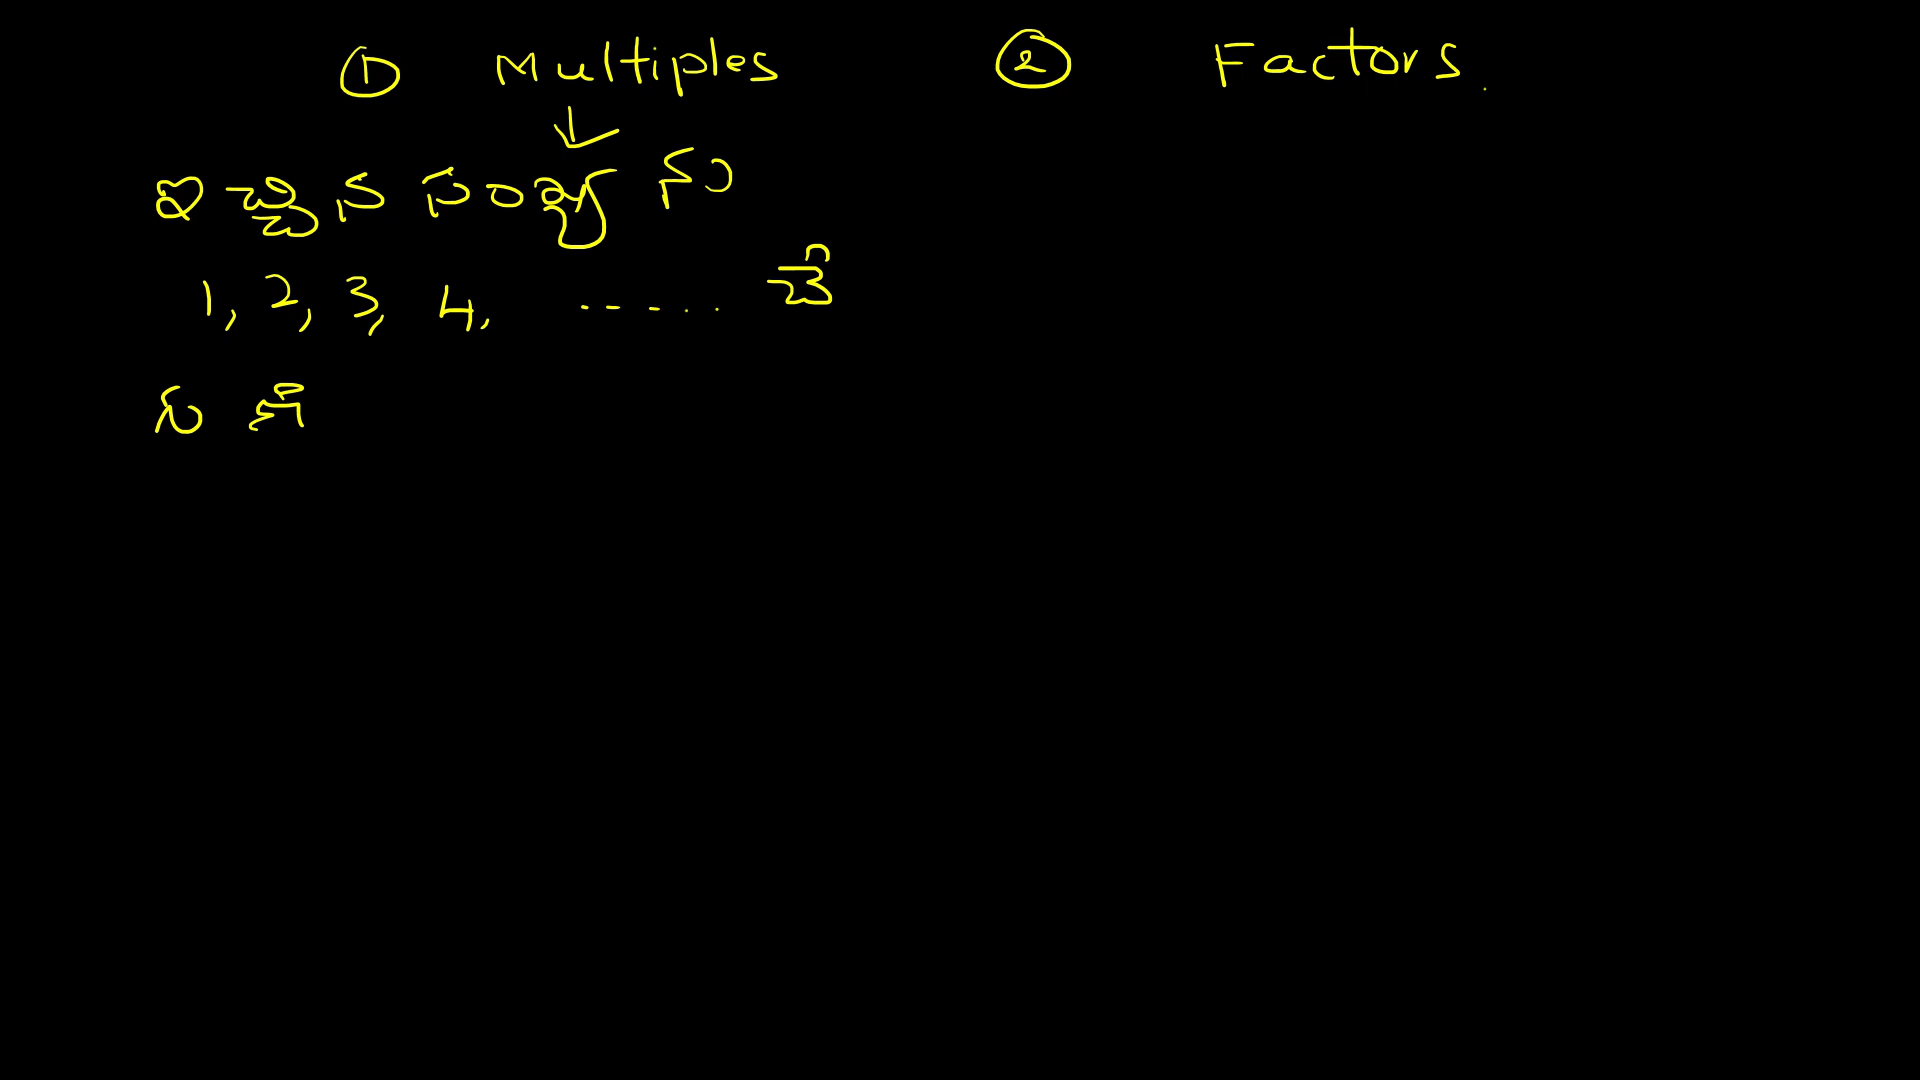 ① Multiples ② Factors.
ఇచ్చిన సంఖ్య ను
1, 2, 3, 4, ..... చే